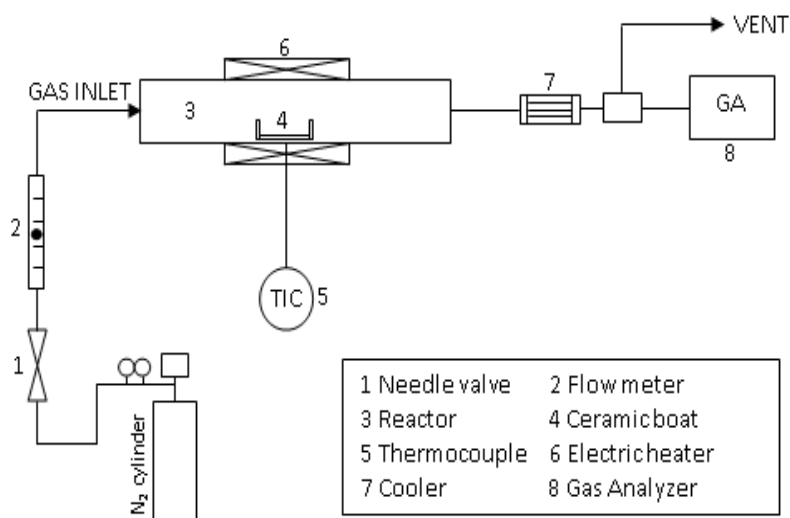 6
VENT
GAS INLET
7
3
4
GA
8
2
TIC 5
1
N₂ cylinder
1 Needle valve 2 Flow meter
3 Reactor 4 Ceramic boat
5 Thermocouple 6 Electric heater
7 Cooler 8 Gas Analyzer